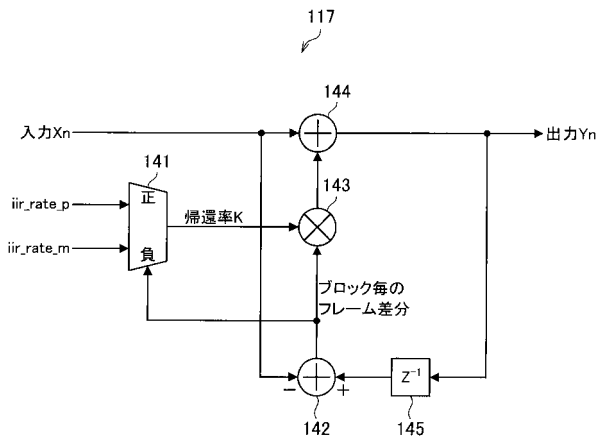 117
144
入力Xn
出力Yn
141
正
iir_rate_p
帰還率K
143
iir_rate_m
負
ブロック毎の
フレーム差分
Z-1
− +
142
145